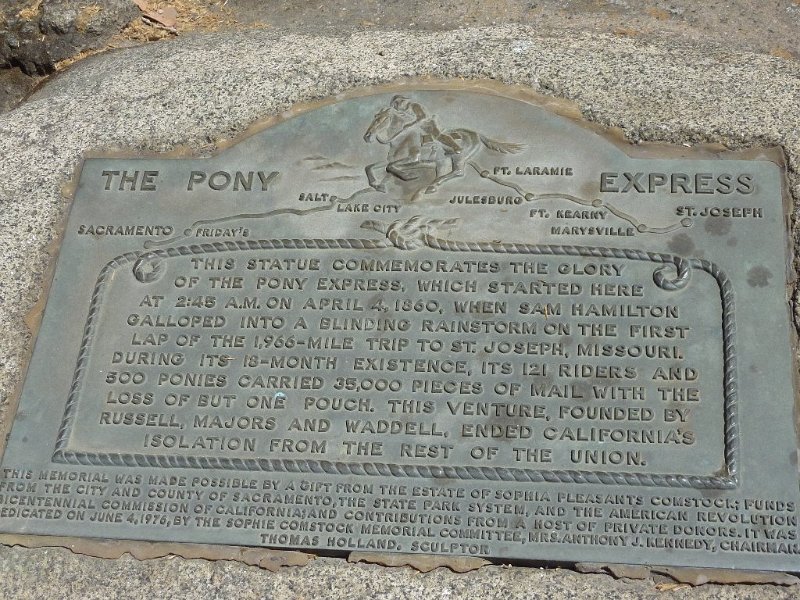 THE PONY EXPRESS
FT. LARAMIE
SALT
LAKE CITY
JULESBURG
FT. KEARNY
ST. JOSEPH
MARYSVILLE
SACRAMENTO
FRIDAY'S
THIS STATUE COMMEMORATES THE GLORY
OF THE PONY EXPRESS, WHICH STARTED HERE
AT 2:45 A.M. ON APRIL 4, 1860, WHEN SAM HAMILTON
GALLOPED INTO A BLINDING RAINSTORM ON THE FIRST
LAP OF THE 1,966-MILE TRIP TO ST. JOSEPH, MISSOURI.
DURING ITS 18-MONTH EXISTENCE, ITS 121 RIDERS AND
500 PONIES CARRIED 35,000 PIECES OF MAIL WITH THE
LOSS OF BUT ONE POUCH. THIS VENTURE, FOUNDED BY
RUSSELL, MAJORS AND WADDELL, ENDED CALIFORNIA'S
ISOLATION FROM THE REST OF THE UNION.
THIS MEMORIAL WAS MADE POSSIBLE BY A GIFT FROM THE ESTATE OF SOPHIA PLEASANTS COMSTOCK; FUNDS
FROM THE CITY AND COUNTY OF SACRAMENTO, THE STATE PARK SYSTEM, AND THE AMERICAN REVOLUTION
BICENTENNIAL COMMISSION OF CALIFORNIA; AND CONTRIBUTIONS FROM A HOST OF PRIVATE DONORS. IT WAS
DEDICATED ON JUNE 4, 1976, BY THE SOPHIE COMSTOCK MEMORIAL COMMITTEE, MRS. ANTHONY J. KENNEDY, CHAIRMAN.
THOMAS HOLLAND, SCULPTOR